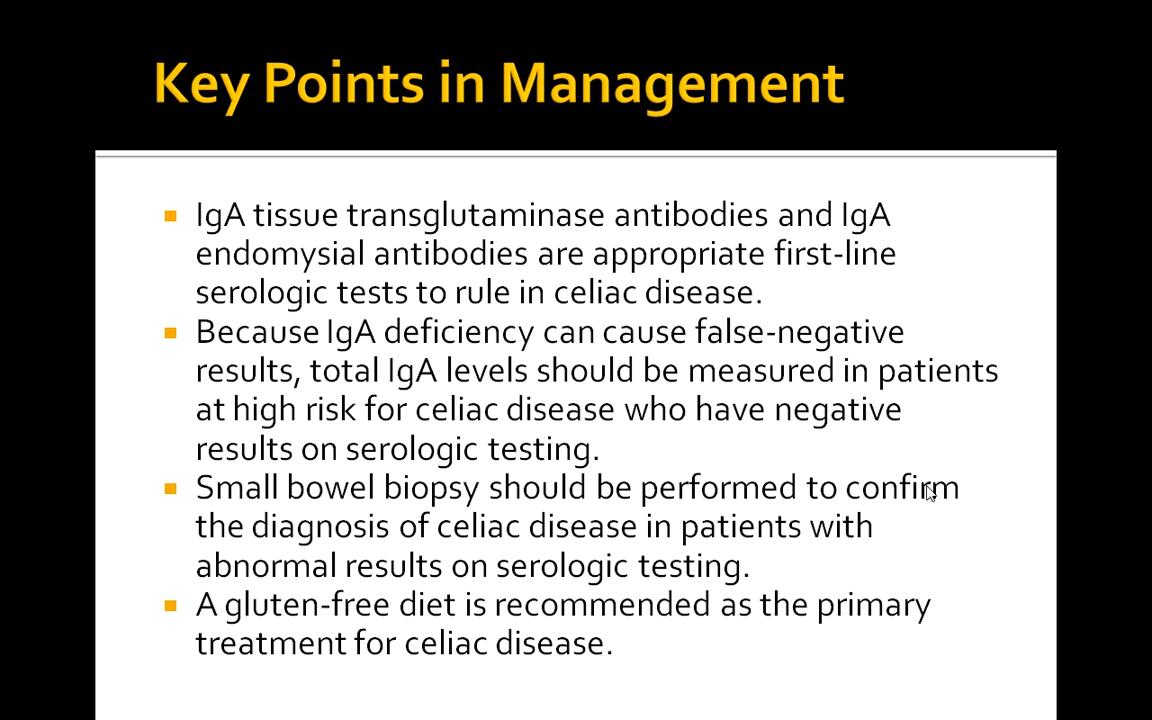 Key Points in Management
IgA tissue transglutaminase antibodies and IgA
endomysial antibodies are appropriate first-line
serologic tests to rule in celiac disease.
Because IgA deficiency can cause false-negative
results, total IgA levels should be measured in patients
at high risk for celiac disease who have negative
results on serologic testing.
Small bowel biopsy should be performed to confirm
the diagnosis of celiac disease in patients with
abnormal results on serologic testing.
A gluten-free diet is recommended as the primary
treatment for celiac disease.